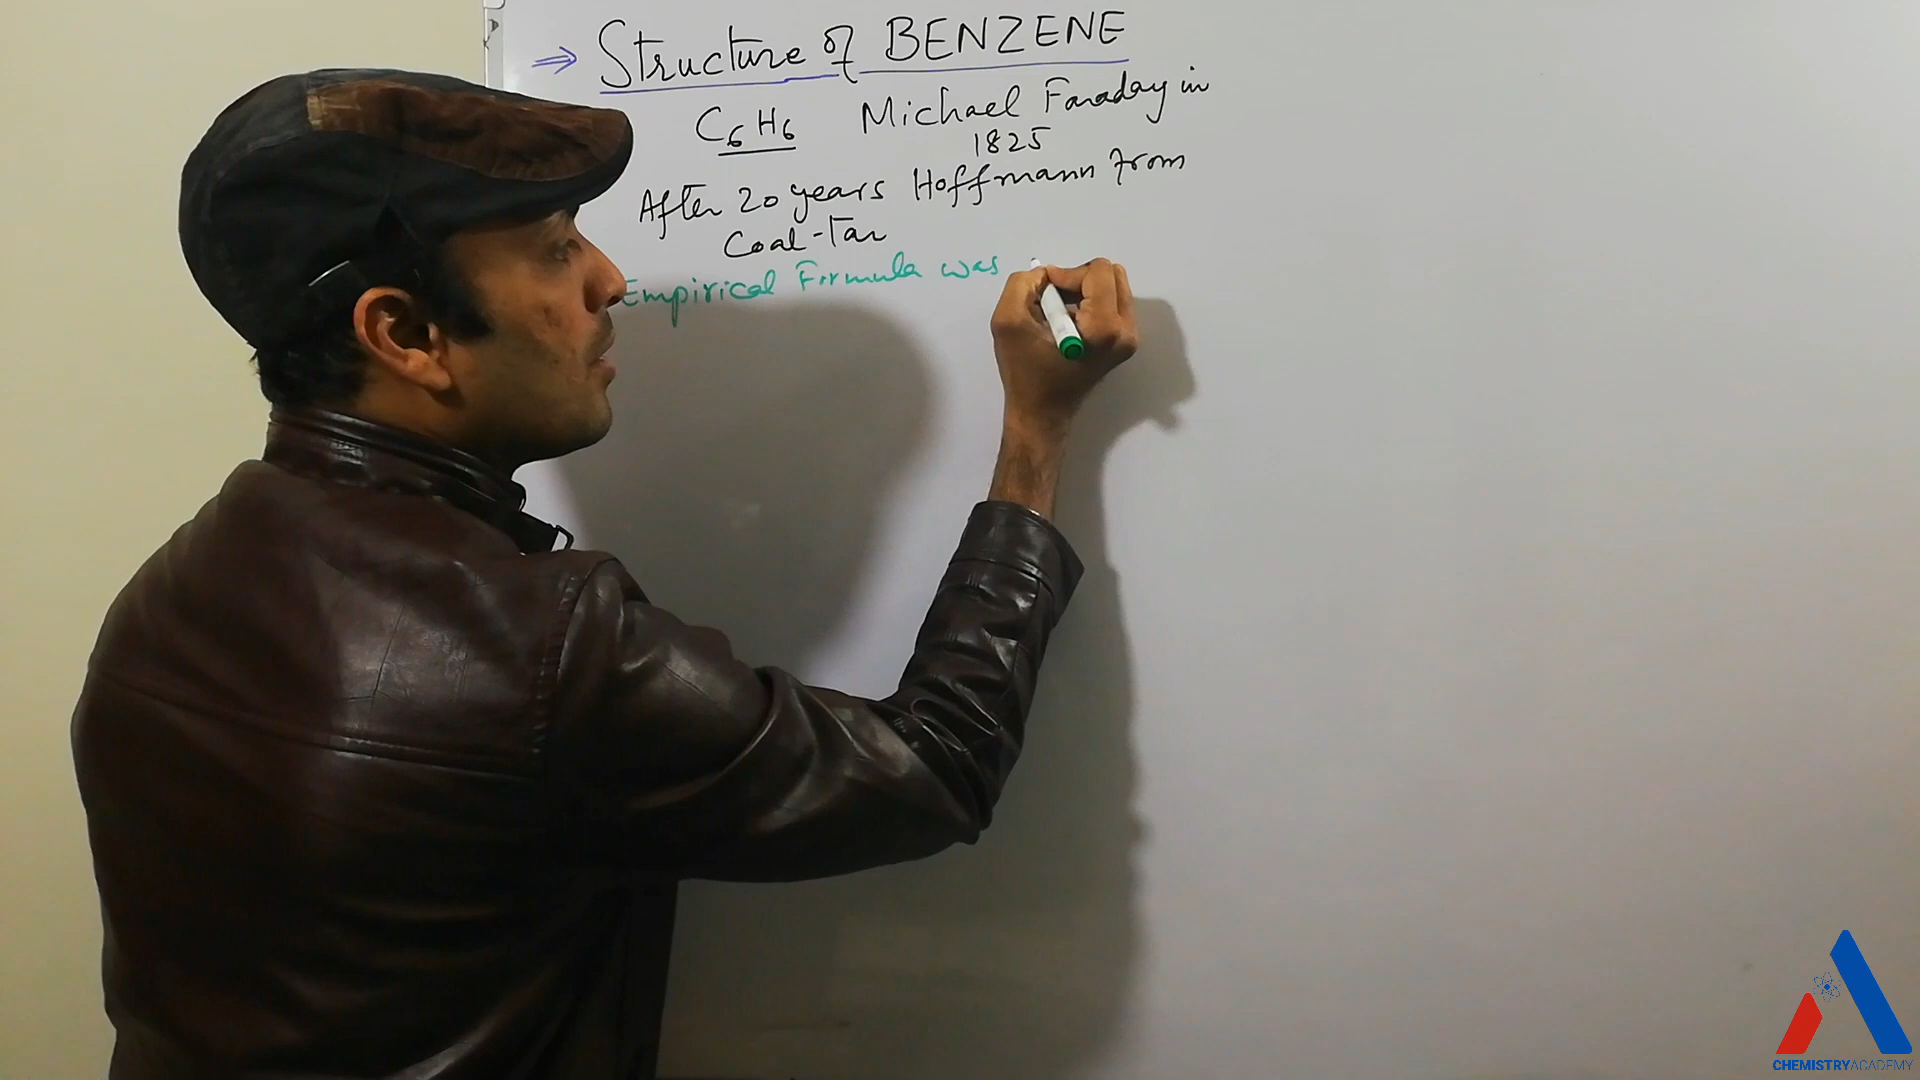 ⇒ Structure of BENZENE
C₆H₆ Michael Faraday in
1825
After 20 years Hoffmann from
Coal-Tar
Empirical Formula was
CHEMISTRYACADEMY